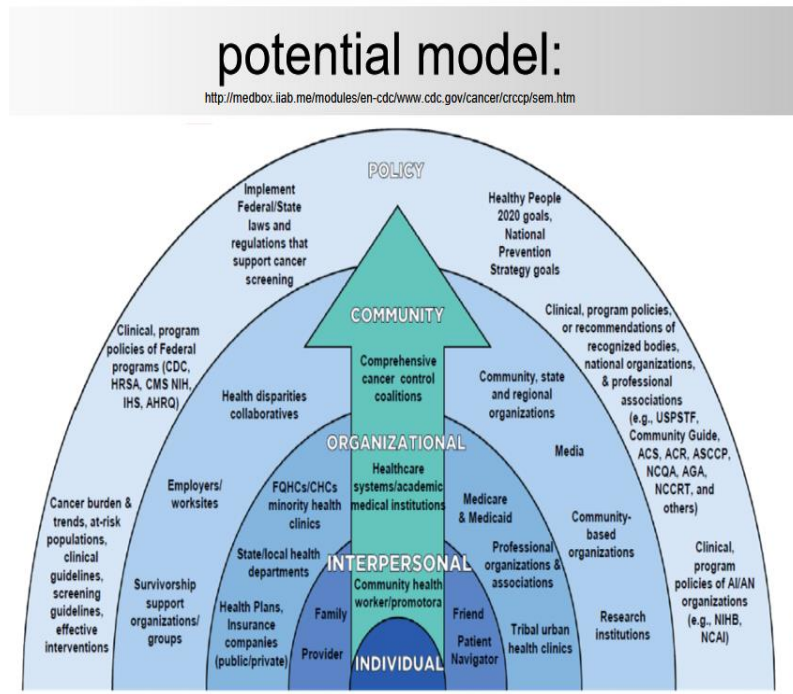 potential model:
http://medbox.iiab.me/modules/en-cdc/www.cdc.gov/cancer/crccp/sem.htm
POLICY
Implement
Federal/State
laws and
regulations that
support cancer
screening
Healthy People
2020 goals,
National
Prevention
Strategy goals
Clinical, program
policies of Federal
programs (CDC,
HRSA, CMS NIH,
IHS, AHRQ)
Clinical, program policies,
or recommendations of
recognized bodies,
national organizations,
& professional
associations
(e.g., USPSTF,
Community Guide,
ACS, ACR, ASCCP,
NCQA, AGA,
NCCRT, and
others)
Cancer burden &
trends, at-risk
populations,
clinical
guidelines,
screening
guidelines,
effective
interventions
Clinical,
program
policies of AI/AN
organizations
(e.g., NIHB,
NCAI)
COMMUNITY
Comprehensive
cancer control
coalitions
Health disparities
collaboratives
Community, state
and regional
organizations
Employers/
worksites
Media
Community-
based
organizations
Survivorship
support
organizations/
groups
Research
institutions
ORGANIZATIONAL
Healthcare
systems/academic
medical institutions
FQHCs/CHCs
minority health
clinics
Medicare
& Medicaid
State/local health
departments
Professional
organizations &
associations
Health Plans,
Insurance
companies
(public/private)
Tribal urban
health clinics
INTERPERSONAL
Community health
worker/promotora
Family
Friend
Provider
Patient
Navigator
INDIVIDUAL